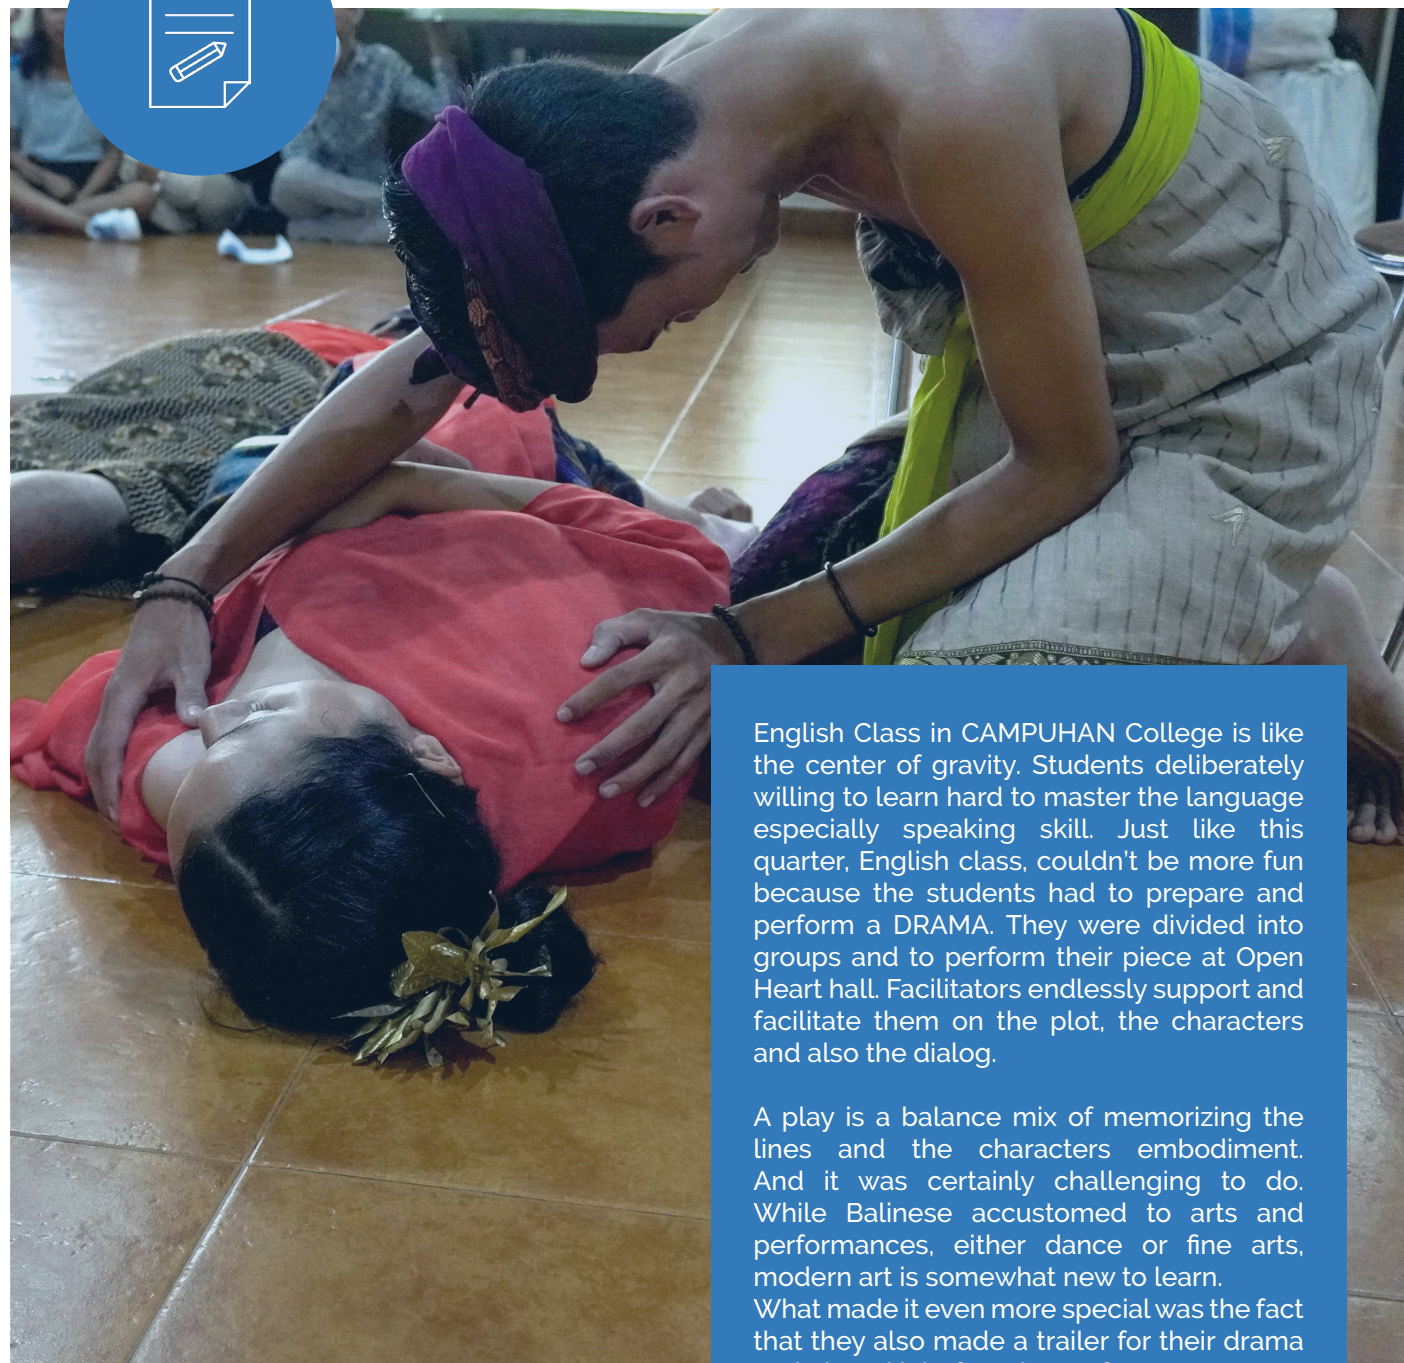 English Class in CAMPUHAN College is like
the center of gravity. Students deliberately
willing to learn hard to master the language
especially speaking skill. Just like this
quarter, English class, couldn't be more fun
because the students had to prepare and
perform a DRAMA. They were divided into
groups and to perform their piece at Open
Heart hall. Facilitators endlessly support and
facilitate them on the plot, the characters
and also the dialog.
A play is a balance mix of memorizing the
lines and the characters embodiment.
And it was certainly challenging to do.
While Balinese accustomed to arts and
performances, either dance or fine arts,
modern art is somewhat new to learn.
What made it even more special was the fact
that they also made a trailer for their drama